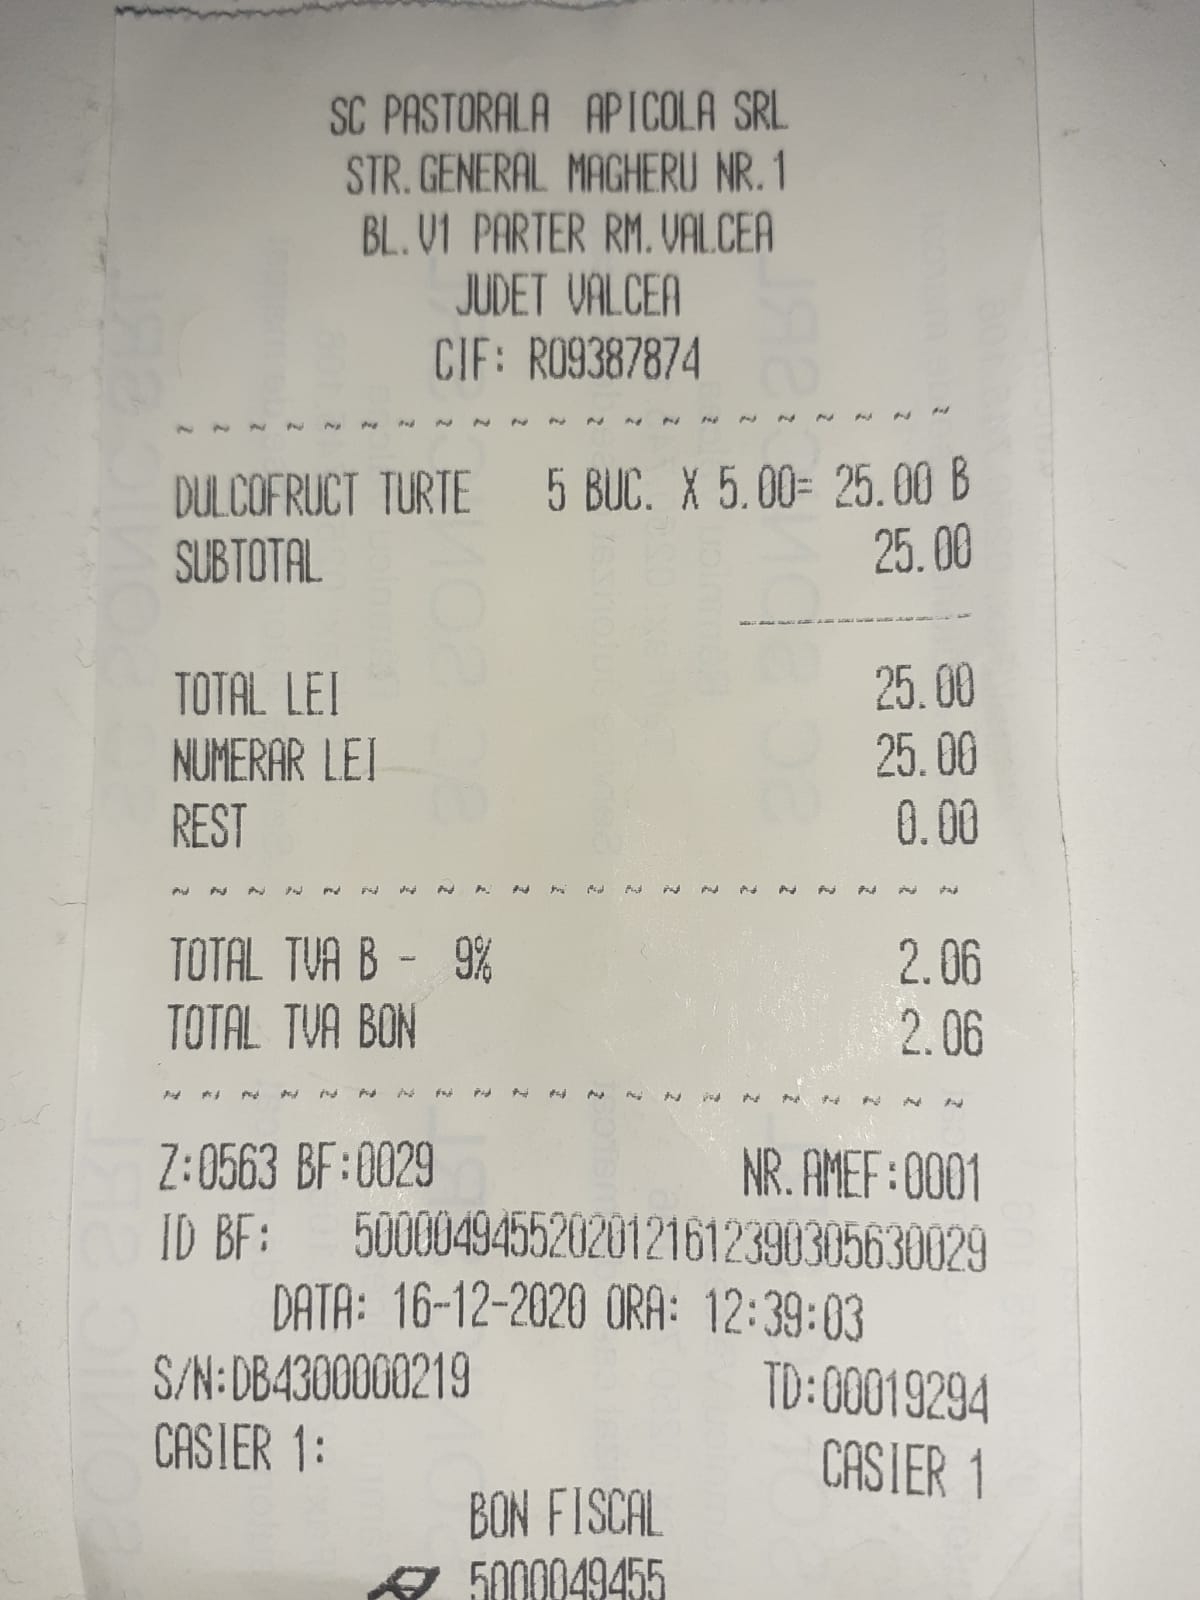 SC PASTORALA APICOLA SRL
STR.GENERAL MAGHERU NR.1
BL.V1 PARTER RM.VALCEA
JUDET VALCEA
CIF: RO9387874
~ ~ ~ ~ ~ ~ ~ ~ ~ ~ ~ ~ ~ ~ ~ ~ ~ ~ ~ ~ ~
DULCOFRUCT TURTE 5 BUC. X 5.00= 25.00 B
SUBTOTAL 25.00
----------
TOTAL LEI 25.00
NUMERAR LEI 25.00
REST 0.00
~ ~ ~ ~ ~ ~ ~ ~ ~ ~ ~ ~ ~ ~ ~ ~ ~ ~ ~ ~ ~
TOTAL TVA B - 9% 2.06
TOTAL TVA BON 2.06
~ ~ ~ ~ ~ ~ ~ ~ ~ ~ ~ ~ ~ ~ ~ ~ ~ ~ ~ ~ ~
Z:0563 BF:0029 NR.AMEF:0001
ID BF: 50000494552020121612390305630029
DATA: 16-12-2020 ORA: 12:39:03
S/N:DB4300000219 TD:00019294
CASIER 1: CASIER 1
BON FISCAL
5000049455